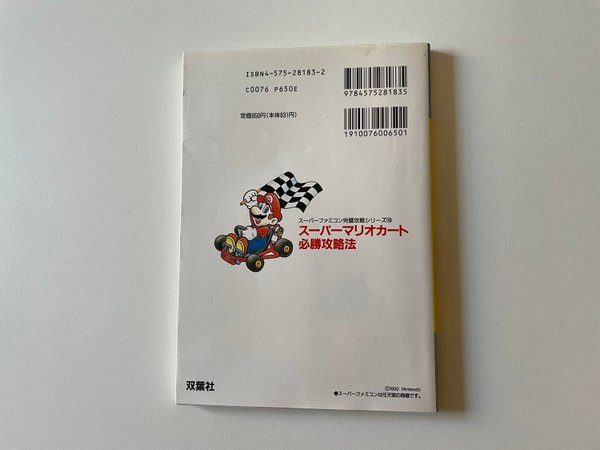 ISBN4-575-28183-2
C0076 P650E
定価650円(本体631円)
9784575281835
1910076006501
スーパーファミコン完璧攻略シリーズ
スーパーマリオカート
必勝攻略法
双葉社
©1992 Nintendo
●スーパーファミコンは任天堂の商標です。